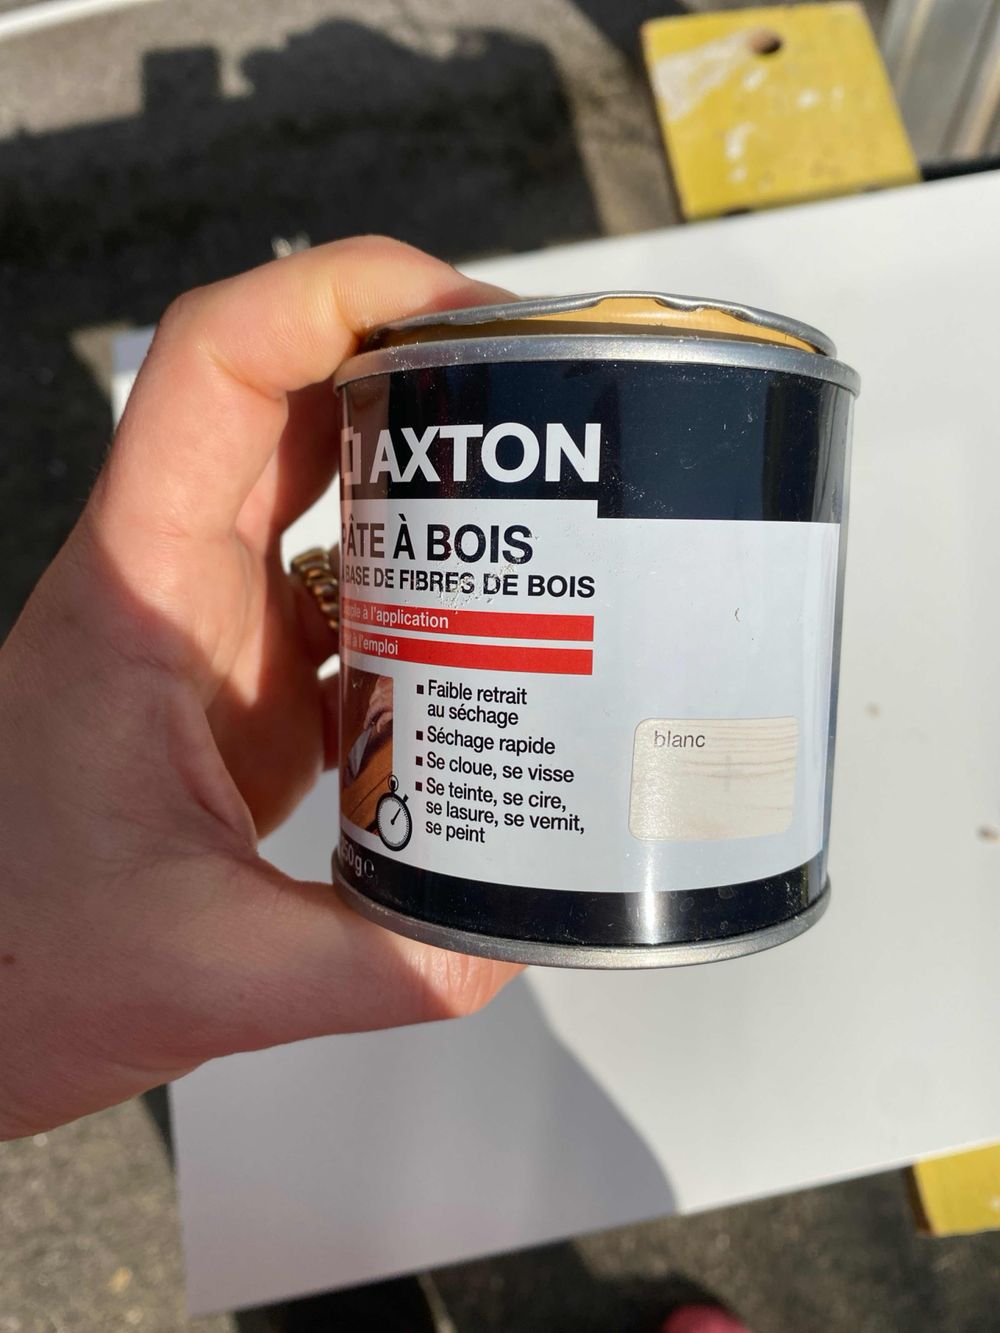 AXTON
PÂTE À BOIS
BASE DE FIBRES DE BOIS
à l'application
à l'emploi
▪ Faible retrait
au séchage
▪ Séchage rapide
▪ Se cloue, se visse
▪ Se teinte, se cire,
se lasure, se vernit,
se peint
blanc
50g℮